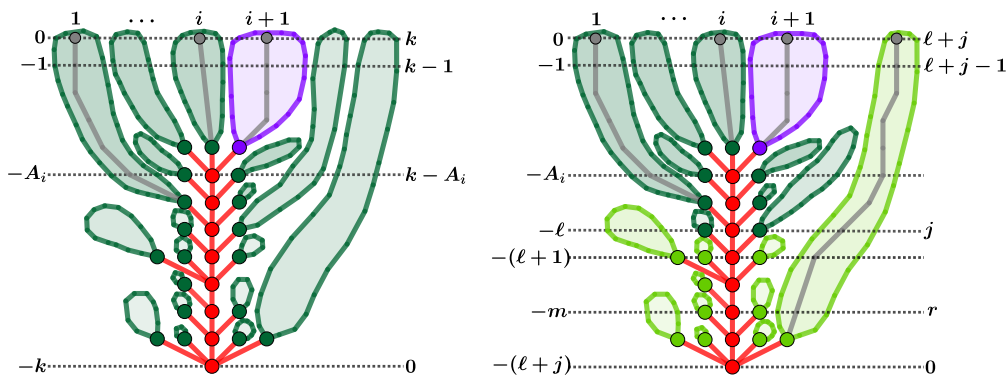 1 ⋯ i i+1
0 k
−1 k−1
−A_i k−A_i
−k 0
1 ⋯ i i+1
0 ℓ+j
−1 ℓ+j−1
−A_i
−ℓ j
−(ℓ+1)
−m r
−(ℓ+j) 0